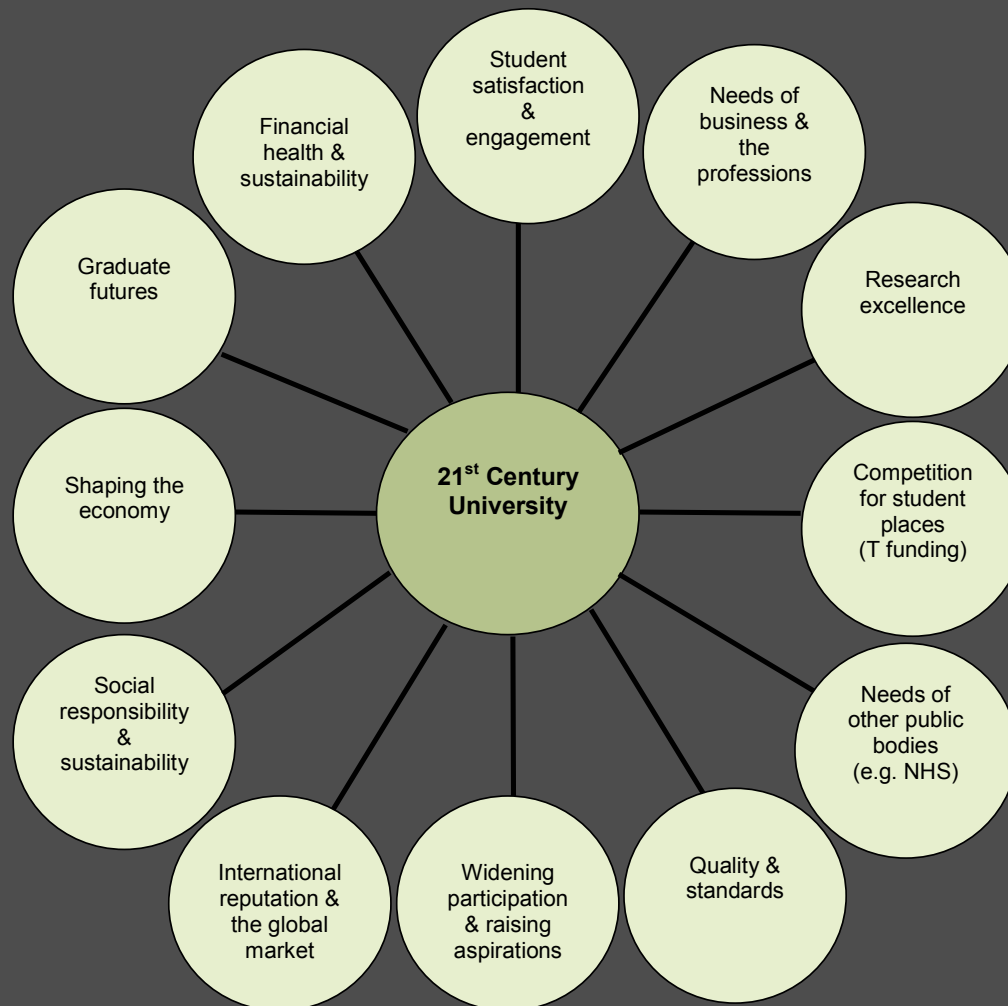 Student
satisfaction
&
engagement
Needs of
business &
the
professions
Research
excellence
Competition
for student
places
(T funding)
Needs of
other public
bodies
(e.g. NHS)
Quality &
standards
Widening
participation
& raising
aspirations
International
reputation &
the global
market
Social
responsibility
&
sustainability
Shaping the
economy
Graduate
futures
Financial
health &
sustainability
21st Century
University